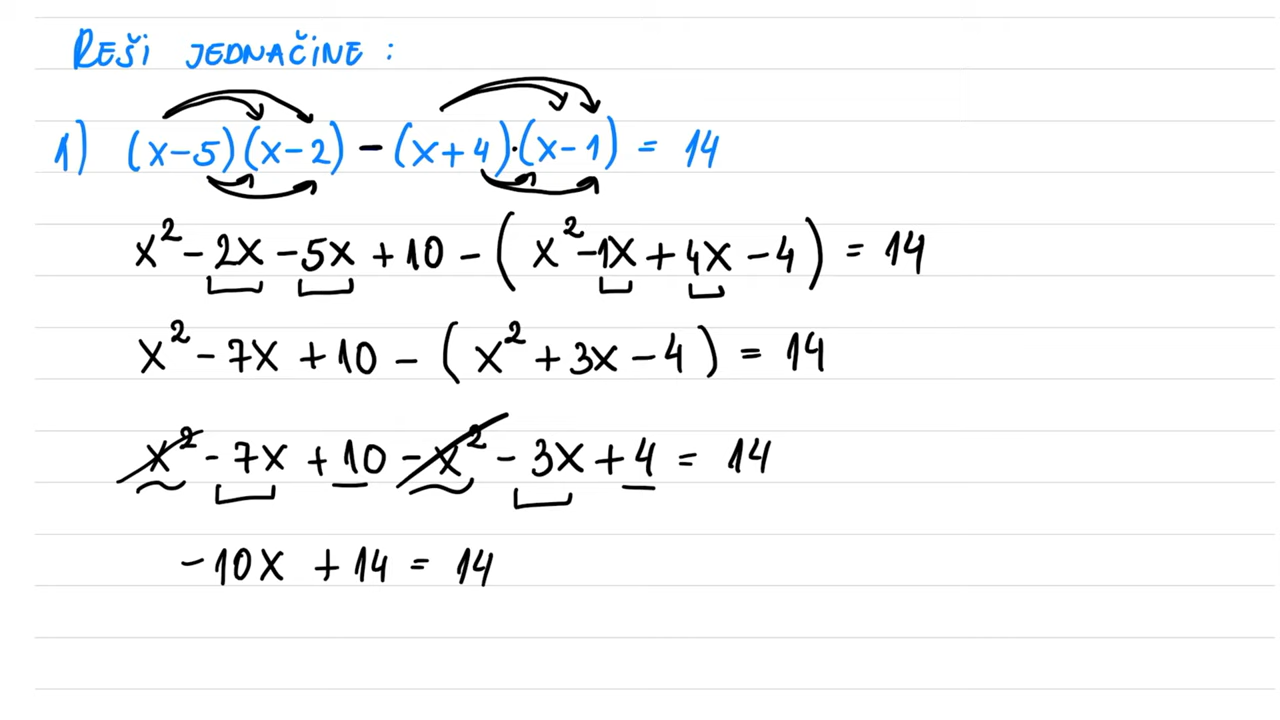 REŠI JEDNAČINE :
1) (x-5)(x-2) - (x+4)·(x-1) = 14
x² - 2x - 5x + 10 - ( x² - 1x + 4x - 4 ) = 14
x² - 7x + 10 - ( x² + 3x - 4 ) = 14
x² - 7x + 10 - x² - 3x + 4 = 14
- 10x + 14 = 14